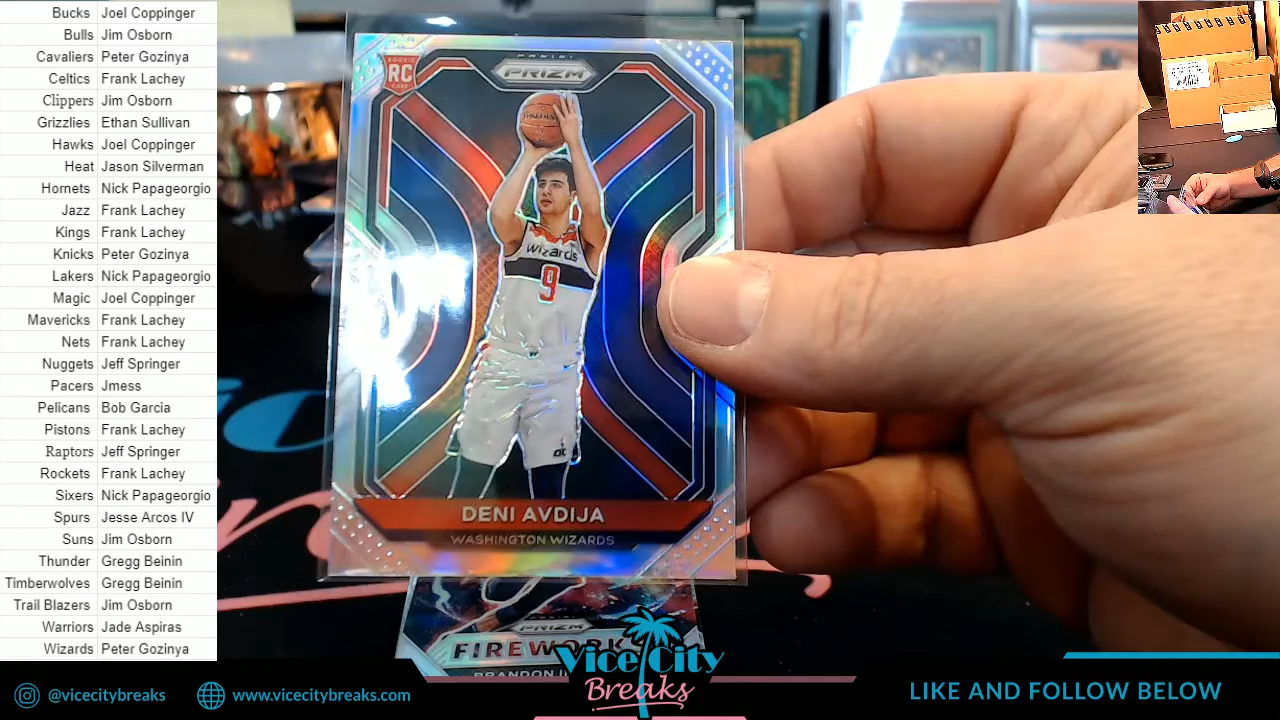 Bucks Joel Coppinger
Bulls Jim Osborn
Cavaliers Peter Gozinya
Celtics Frank Lachey
Clippers Jim Osborn
Grizzlies Ethan Sullivan
Hawks Joel Coppinger
Heat Jason Silverman
Hornets Nick Papageorgio
Jazz Frank Lachey
Kings Frank Lachey
Knicks Peter Gozinya
Lakers Nick Papageorgio
Magic Joel Coppinger
Mavericks Frank Lachey
Nets Frank Lachey
Nuggets Jeff Springer
Pacers Jmess
Pelicans Bob Garcia
Pistons Frank Lachey
Raptors Jeff Springer
Rockets Frank Lachey
Sixers Nick Papageorgio
Spurs Jesse Arcos IV
Suns Jim Osborn
Thunder Gregg Beinin
Timberwolves Gregg Beinin
Trail Blazers Jim Osborn
Warriors Jade Aspiras
Wizards Peter Gozinya
PANINI
PRIZM
ROOKIE
RC
CARD
wizards
9
DENI AVDIJA
WASHINGTON WIZARDS
PRIZM
FIREWORKS
BRANDON
Vice City
Breaks
@vicecitybreaks
www.vicecitybreaks.com
LIKE AND FOLLOW BELOW